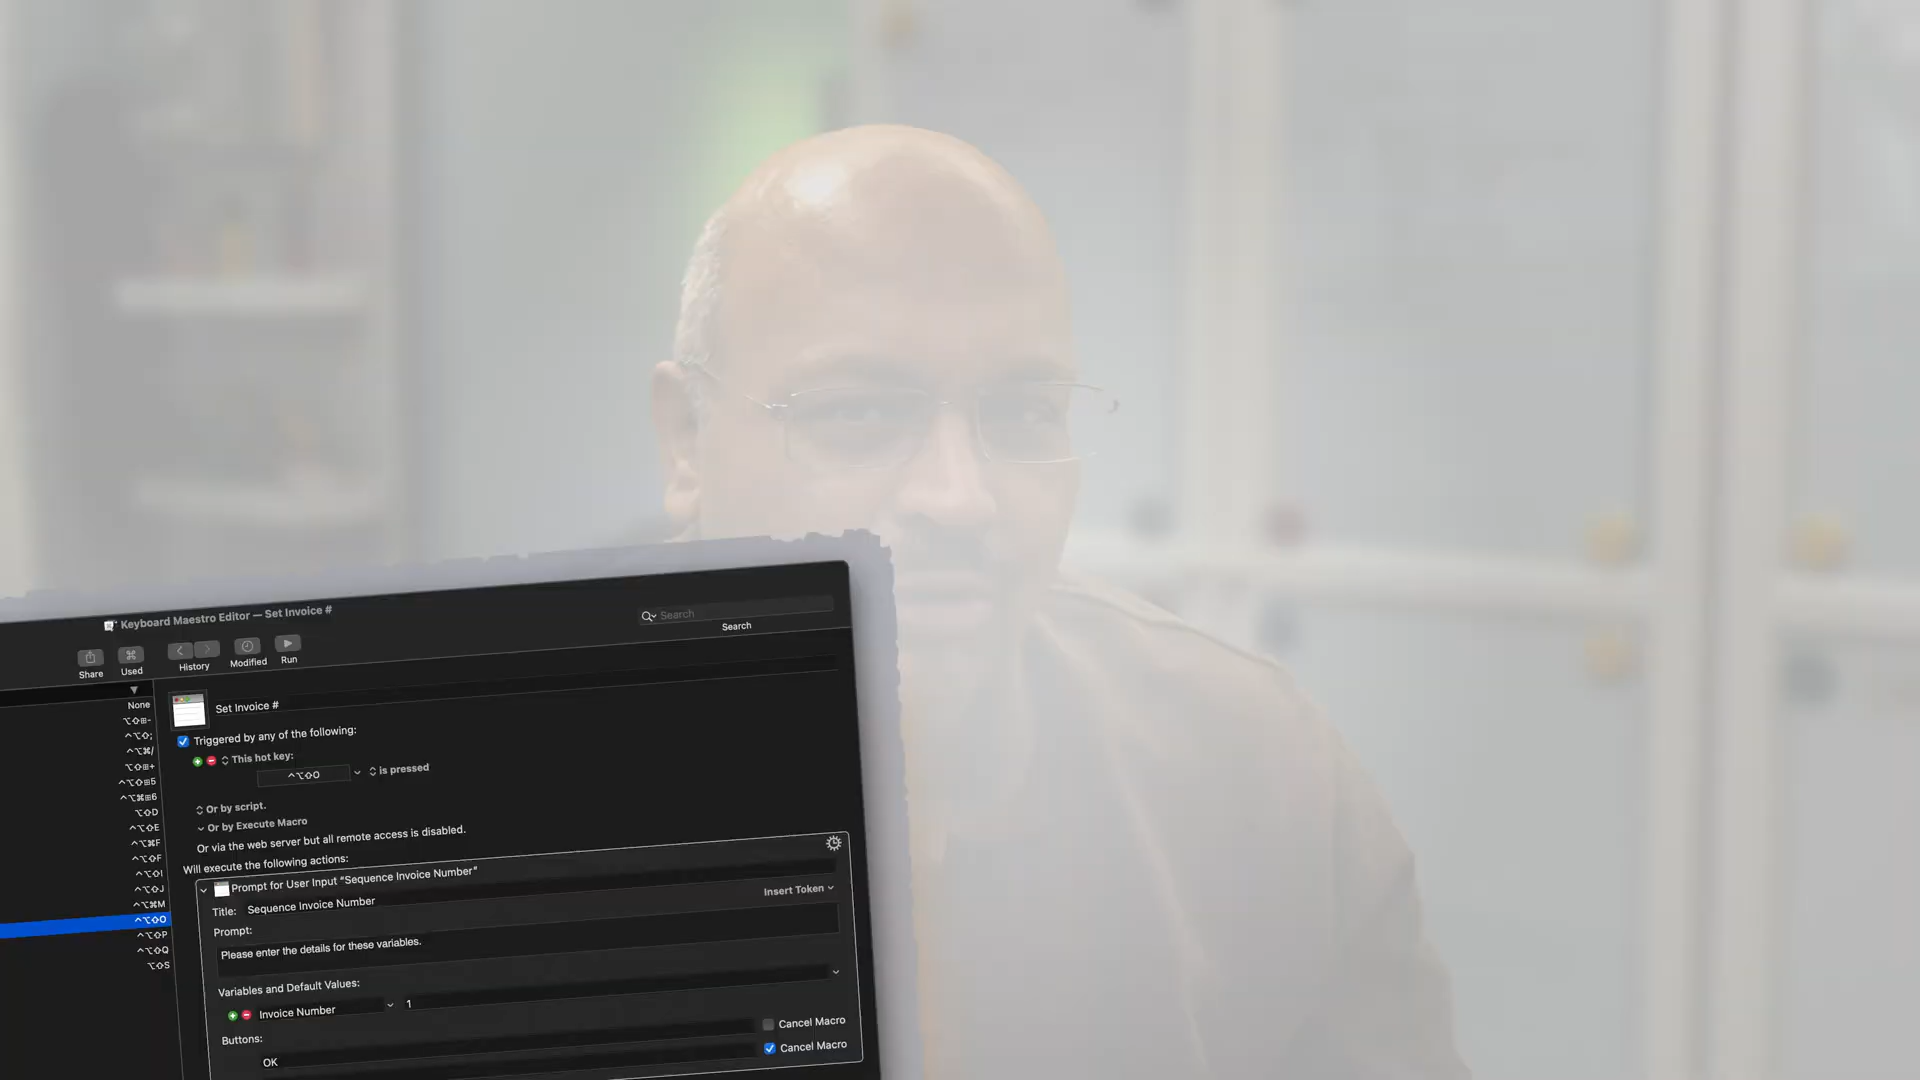 Keyboard Maestro Editor — Set Invoice #
Search
Search
Share
Used
History
Modified
Run
None
⌥⇧⊞-
^⌥⇧;
^⌥⌘/
⌥⇧⊞+
^⌥⇧⊞5
^⌥⌘⊞6
⌥⇧D
^⌥⇧E
^⌥⌘F
^⌥⇧F
^⌥⇧I
^⌥⇧J
^⌥⌘M
^⌥⇧O
^⌥⇧P
^⌥⇧Q
⌥⇧S
Set Invoice #
Triggered by any of the following:
This hot key:
^⌥⇧O
is pressed
Or by script.
Or by Execute Macro
Or via the web server but all remote access is disabled.
Will execute the following actions:
Prompt for User Input “Sequence Invoice Number”
Insert Token
Title: Sequence Invoice Number
Prompt:
Please enter the details for these variables.
Variables and Default Values:
Invoice Number 1
Buttons:
Cancel Macro
OK
Cancel Macro